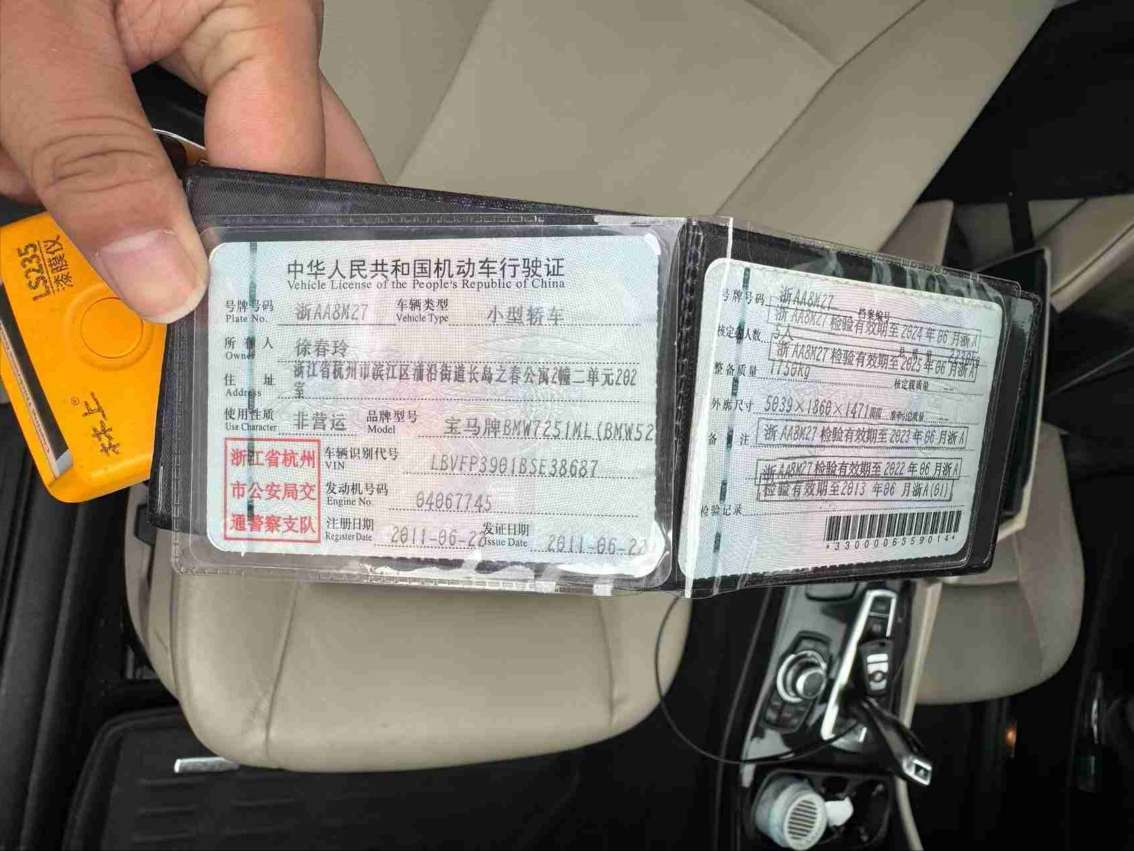 LS235
漆膜仪
中华人民共和国机动车行驶证
Vehicle License of the People's Republic of China
号牌号码 浙AA8M27 车辆类型 小型轿车
Plate No. Vehicle Type
所有人 徐春玲
Owner
住址 浙江省杭州市滨江区浦沿街道长岛之春公寓2幢二单元202室
Address
使用性质 非营运 品牌型号 宝马牌BMW7251ML(BMW52
Use Character Model
浙江省杭州
市公安局交
通警察支队
车辆识别代号 LBVFP3901BSE38687
VIN
发动机号码 04067745
Engine No.
注册日期 2011-06-22 发证日期 2011-06-22
Register Date Issue Date
号牌号码 浙AA8M27 档案编号
浙AA8M27检验有效期至2024年06月浙A
核定载人数 5人
浙AA8M27检验有效期至2025年06月浙A
整备质量 核定载质量
外廓尺寸 5039×1860×1471
备注 浙AA8M27检验有效期至2023年06月浙A
浙AA8M27检验有效期至2022年06月浙A
检验有效期至2013年06月浙A(01)
检验记录
*3300006559014*